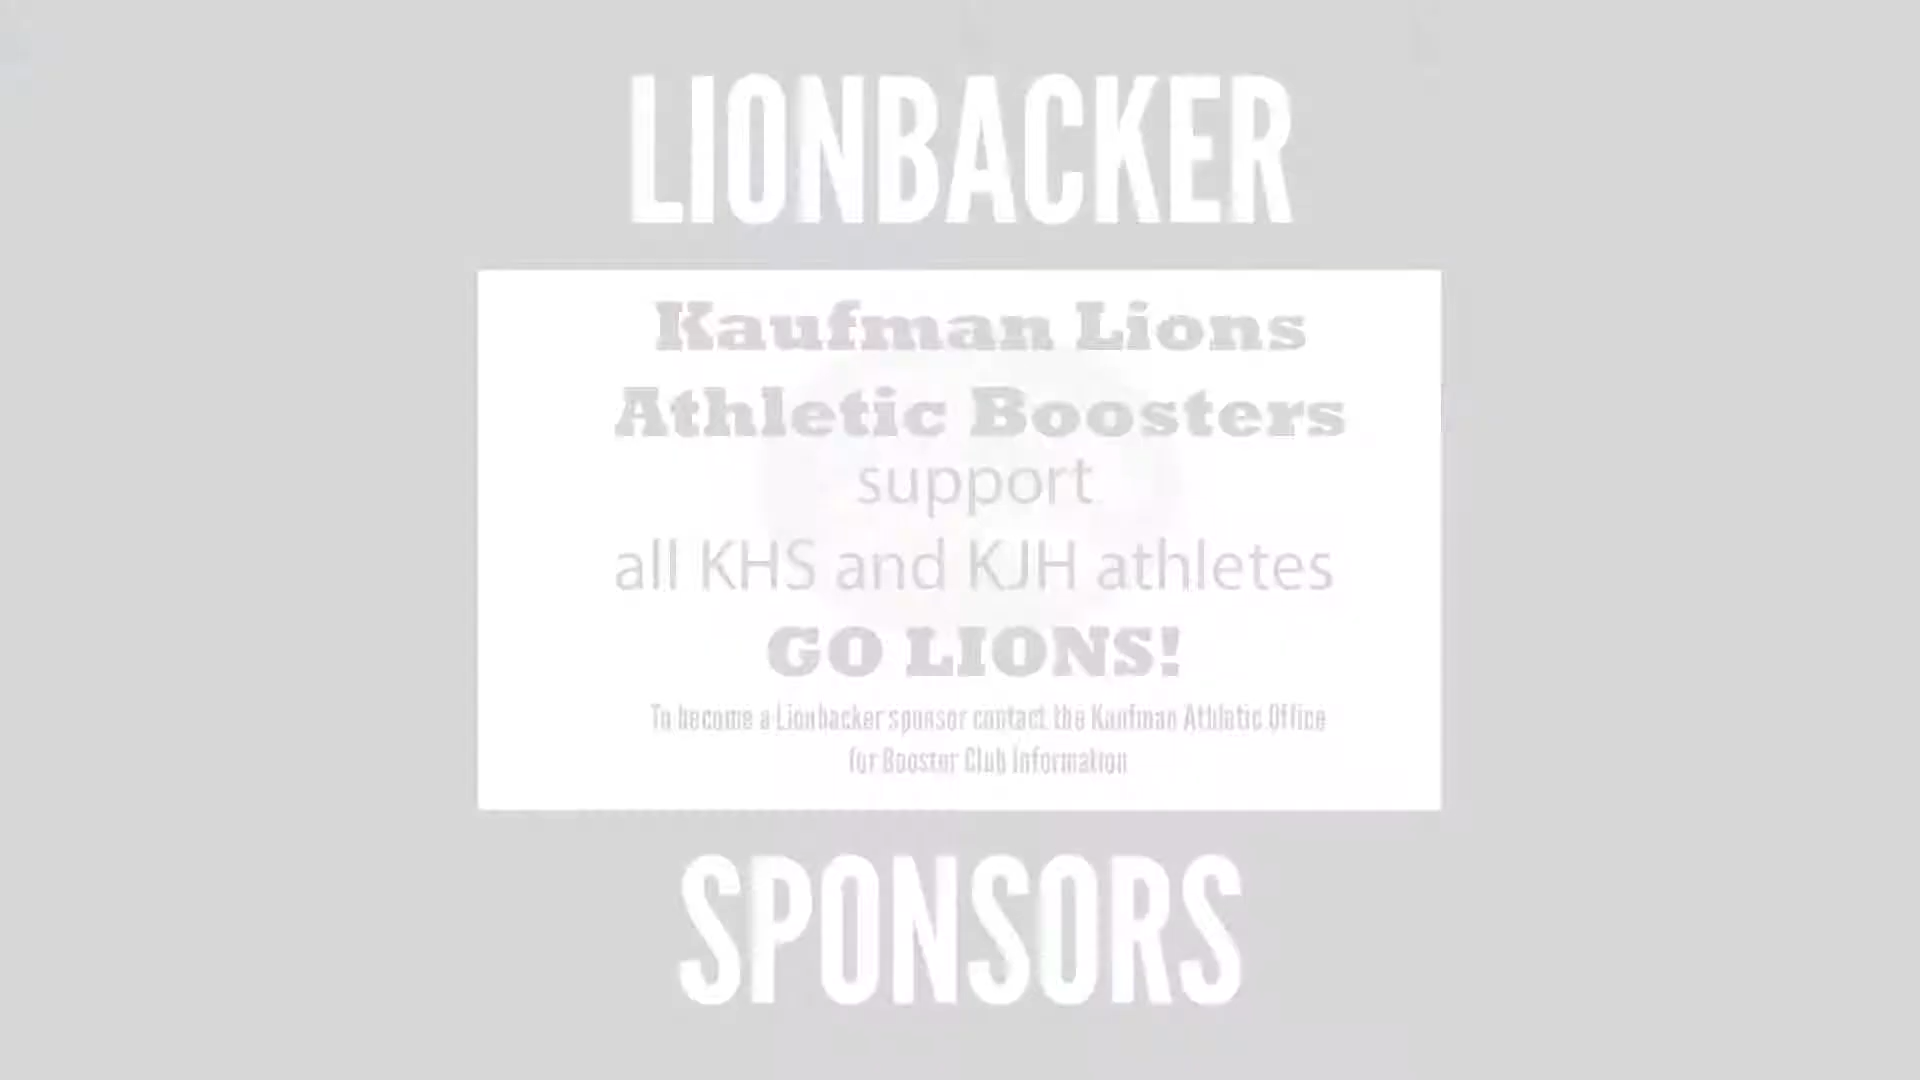 LIONBACKER
Kaufman Lions
Athletic Boosters
support
all KHS and KJH athletes
GO LIONS!
To become a Lionbacker sponsor contact the Kaufman Athletic Office
for Booster Club Information
SPONSORS